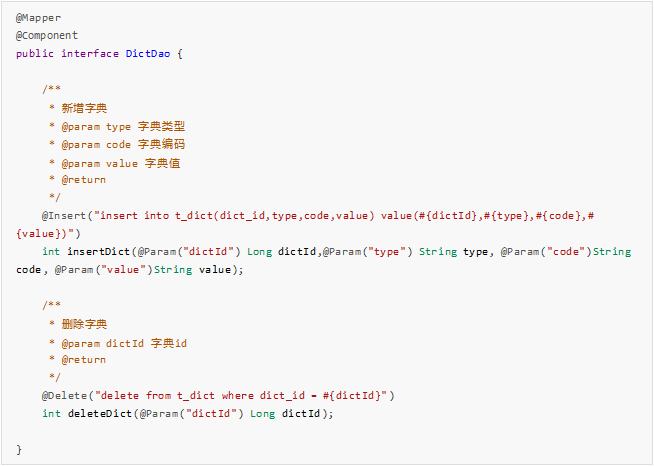 @Mapper
@Component
public interface DictDao {
/**
* 新增字典
* @param type 字典类型
* @param code 字典编码
* @param value 字典值
* @return
*/
@Insert("insert into t_dict(dict_id,type,code,value) value(#{dictId},#{type},#{code},#
{value})")
int insertDict(@Param("dictId") Long dictId,@Param("type") String type, @Param("code")String
code, @Param("value")String value);
/**
* 删除字典
* @param dictId 字典id
* @return
*/
@Delete("delete from t_dict where dict_id = #{dictId}")
int deleteDict(@Param("dictId") Long dictId);
}